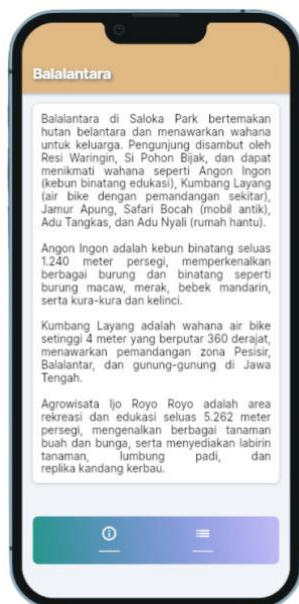 Balalantara
Balalantara di Saloka Park bertemakan
hutan belantara dan menawarkan wahana
untuk keluarga. Pengunjung disambut oleh
Resi Waringin, Si Pohon Bijak, dan dapat
menikmati wahana seperti Angon Ingon
(kebun binatang edukasi), Kumbang Layang
(air bike dengan pemandangan sekitar),
Jamur Apung, Safari Bocah (mobil antik),
Adu Tangkas, dan Adu Nyali (rumah hantu).
Angon Ingon adalah kebun binatang seluas
1.240 meter persegi, memperkenalkan
berbagai burung dan binatang seperti
burung macaw, merak, bebek mandarin,
serta kura-kura dan kelinci.
Kumbang Layang adalah wahana air bike
setinggi 4 meter yang berputar 360 derajat,
menawarkan pemandangan zona Pesisir,
Balalantar, dan gunung-gunung di Jawa
Tengah.
Agrowisata Ijo Royo Royo adalah area
rekreasi dan edukasi seluas 5.262 meter
persegi, mengenalkan berbagai tanaman
buah dan bunga, serta menyediakan labirin
tanaman, lumbung padi, dan
replika kandang kerbau.